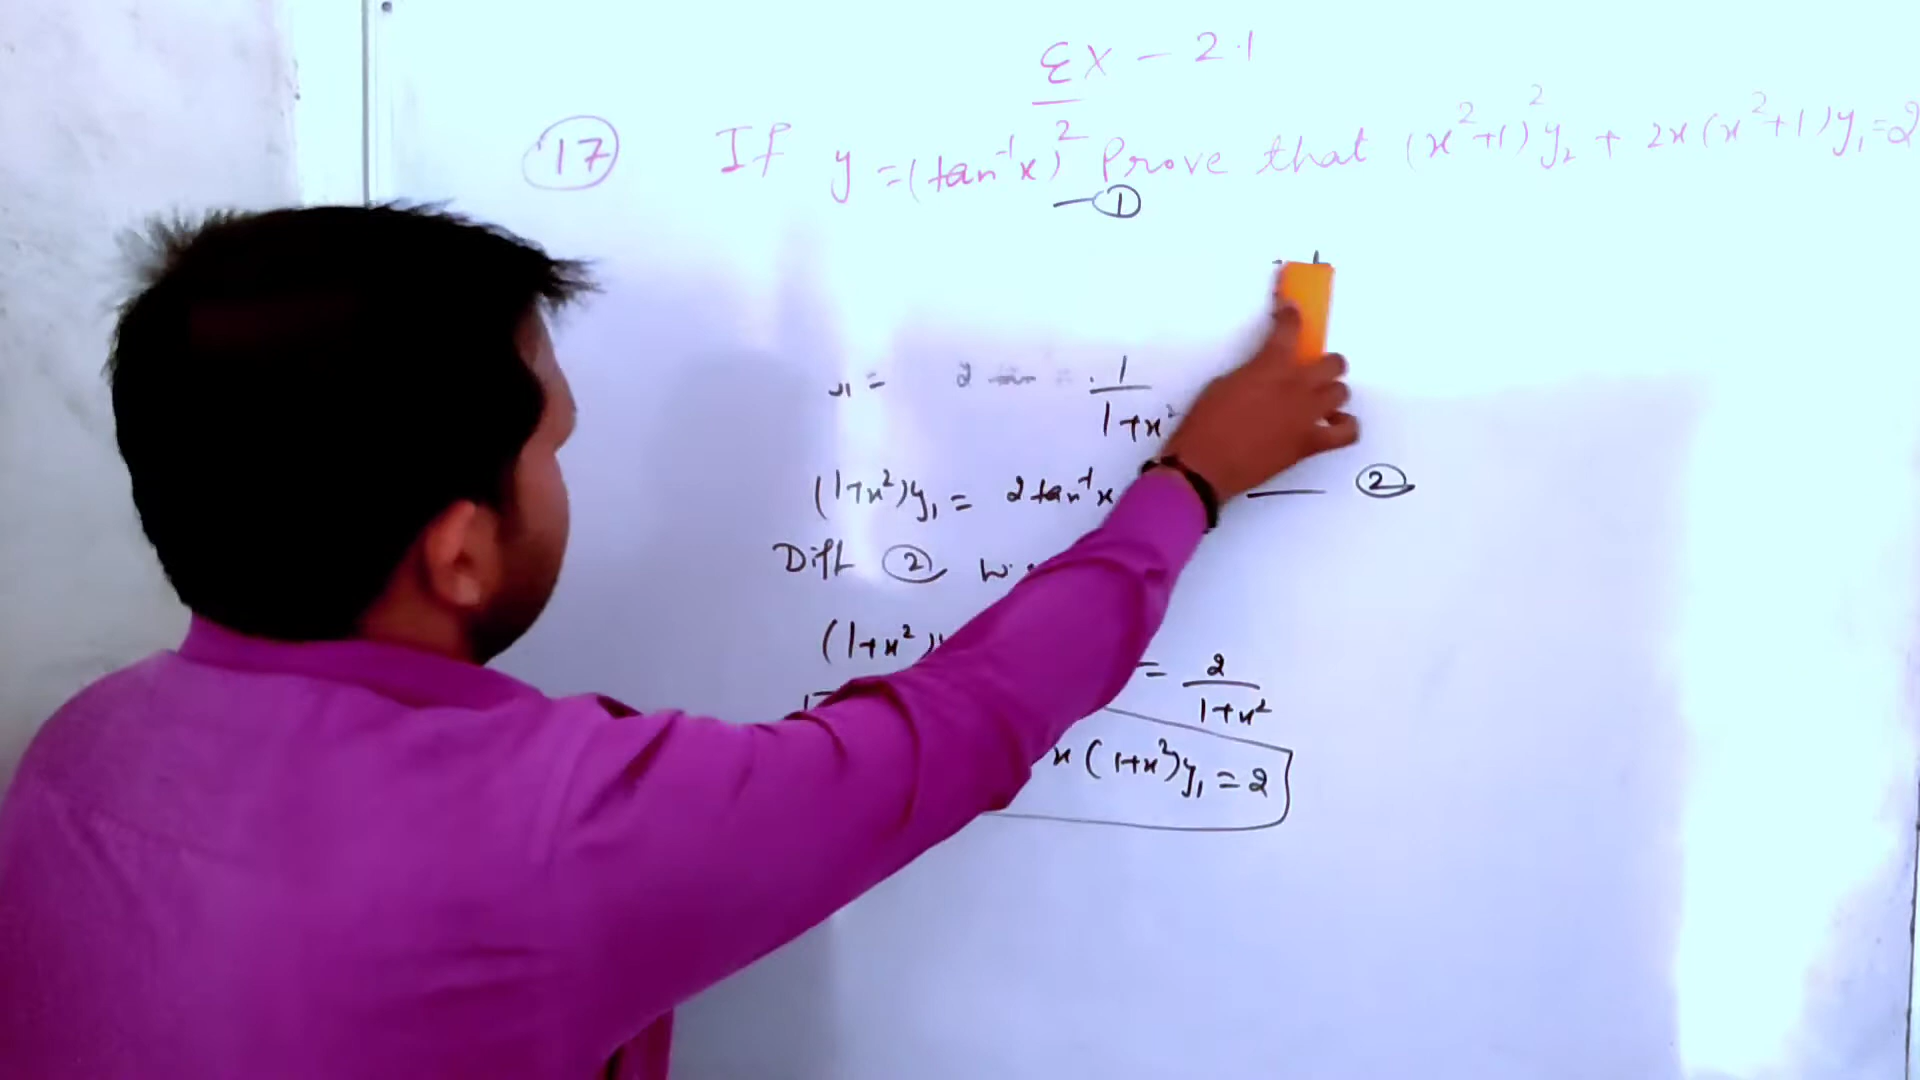 Ex - 2.1
17 If y = (tan⁻¹x)² Prove that (x²+1)²y₂ + 2x(x²+1)y₁=2
— 1
y₁ = 2 tan . 1/1+x²
(1+x²)y₁ = 2tan⁻¹x — 2
Diff 2 w.
(1+x²) = 2/1+x²
x(1+x²)y₁ = 2